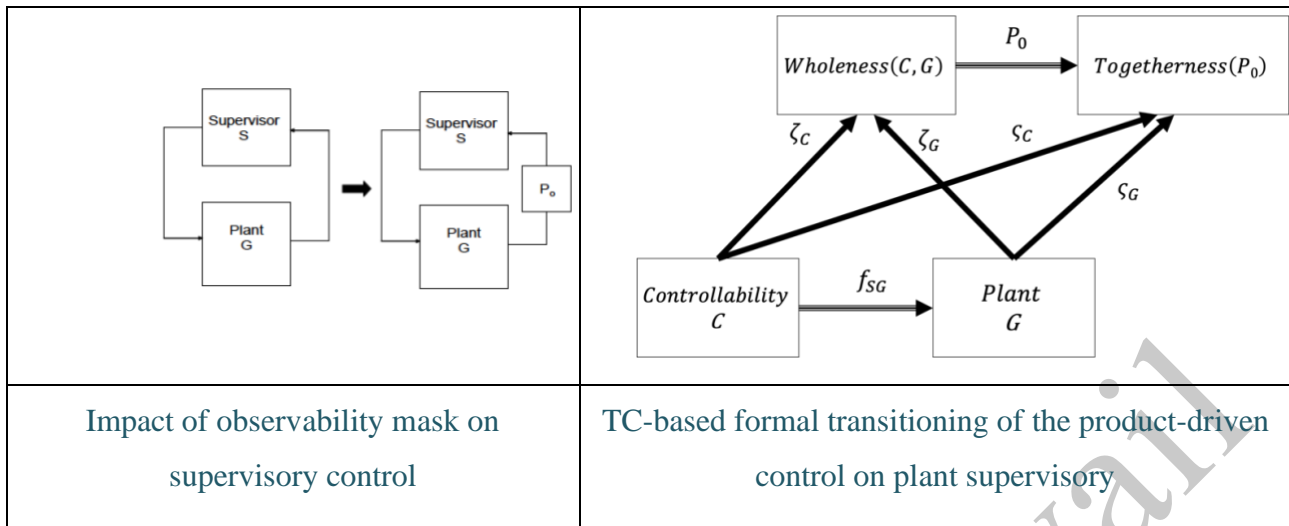 Supervisor
S
Plant
G
Supervisor
S
Pₒ
Plant
G
Impact of observability mask on
supervisory control
P₀
Wholeness(C, G)
Togetherness(P₀)
ζ_C
ζ_G
ς_C
ς_G
Controllability
C
f_SG
Plant
G
TC-based formal transitioning of the product-driven
control on plant supervisory